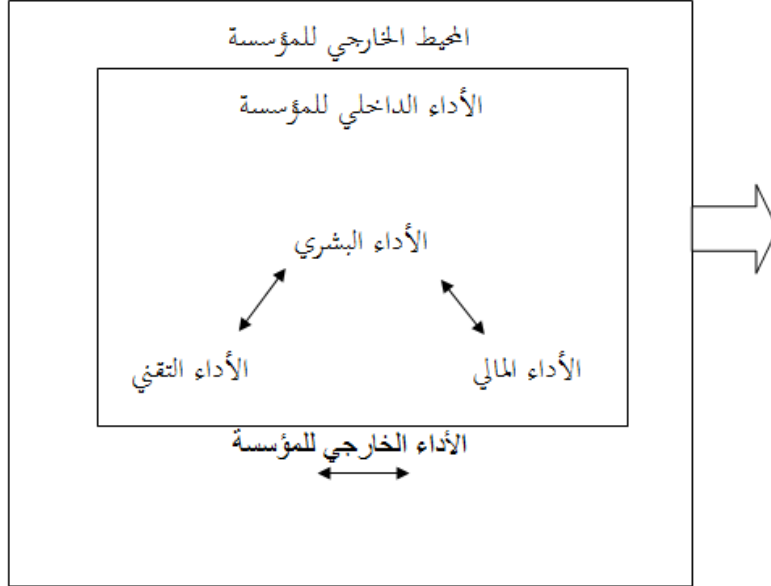 المحيط الخارجي للمؤسسة
الأداء الداخلي للمؤسسة
الأداء البشري
الأداء المالي
الأداء التقني
الأداء الخارجي للمؤسسة